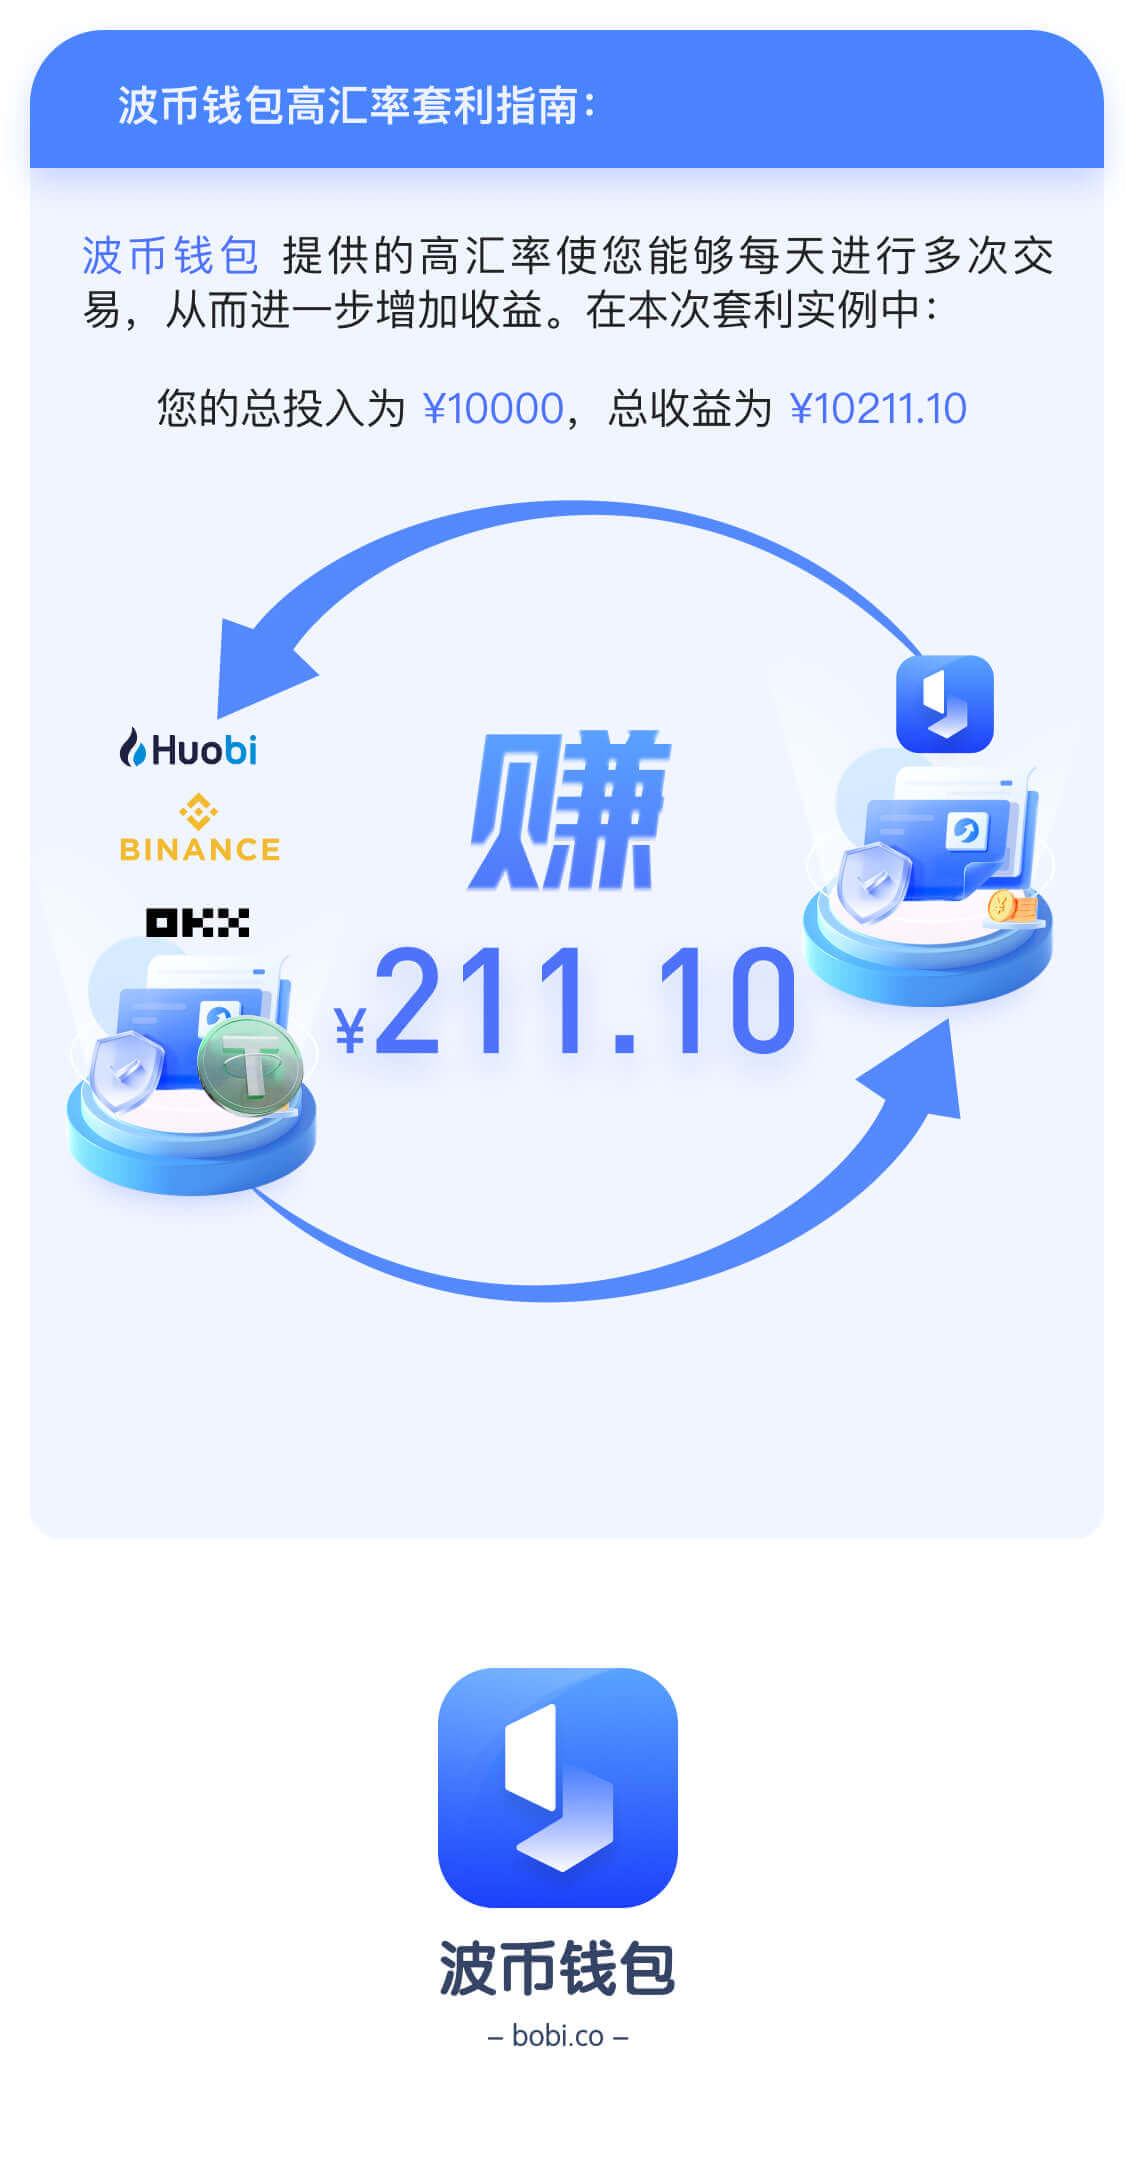 波币钱包高汇率套利指南：
波币钱包 提供的高汇率使您能够每天进行多次交
易，从而进一步增加收益。在本次套利实例中：
您的总投入为 ¥10000，总收益为 ¥10211.10
Huobi
BINANCE
OKX
赚
¥211.10
波币钱包
– bobi.co –